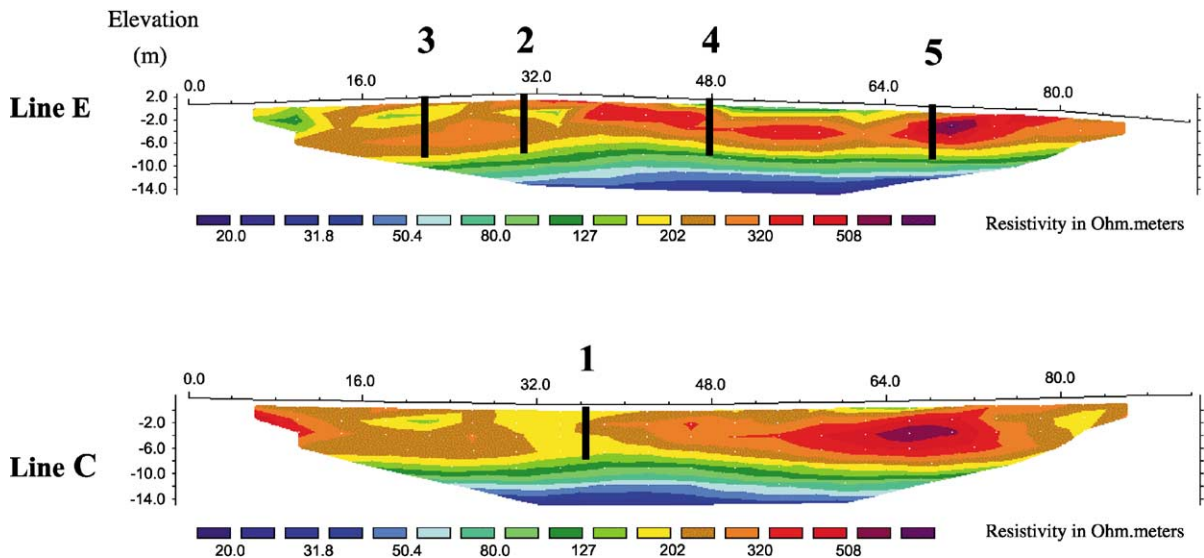 Elevation
(m)
3 2 4 5
0.0 16.0 32.0 48.0 64.0 80.0
Line E
2.0
-2.0
-6.0
-10.0
-14.0
20.0 31.8 50.4 80.0 127 202 320 508 Resistivity in Ohm.meters
1
0.0 16.0 32.0 48.0 64.0 80.0
-2.0
-6.0
Line C
-10.0
-14.0
20.0 31.8 50.4 80.0 127 202 320 508 Resistivity in Ohm.meters